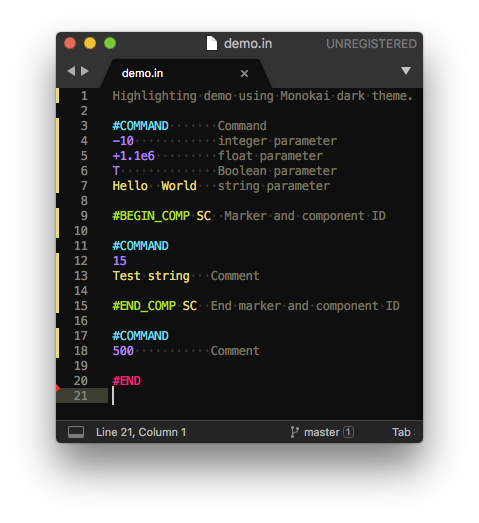 demo.in
UNREGISTERED
demo.in
1 Highlighting demo using Monokai dark theme.
2
3 #COMMAND Command
4 -10 integer parameter
5 +1.1e6 float parameter
6 T Boolean parameter
7 Hello World string parameter
8
9 #BEGIN_COMP SC Marker and component ID
10
11 #COMMAND
12 15
13 Test string Comment
14
15 #END_COMP SC End marker and component ID
16
17 #COMMAND
18 500 Comment
19
20 #END
21
Line 21, Column 1 master 1 Tab